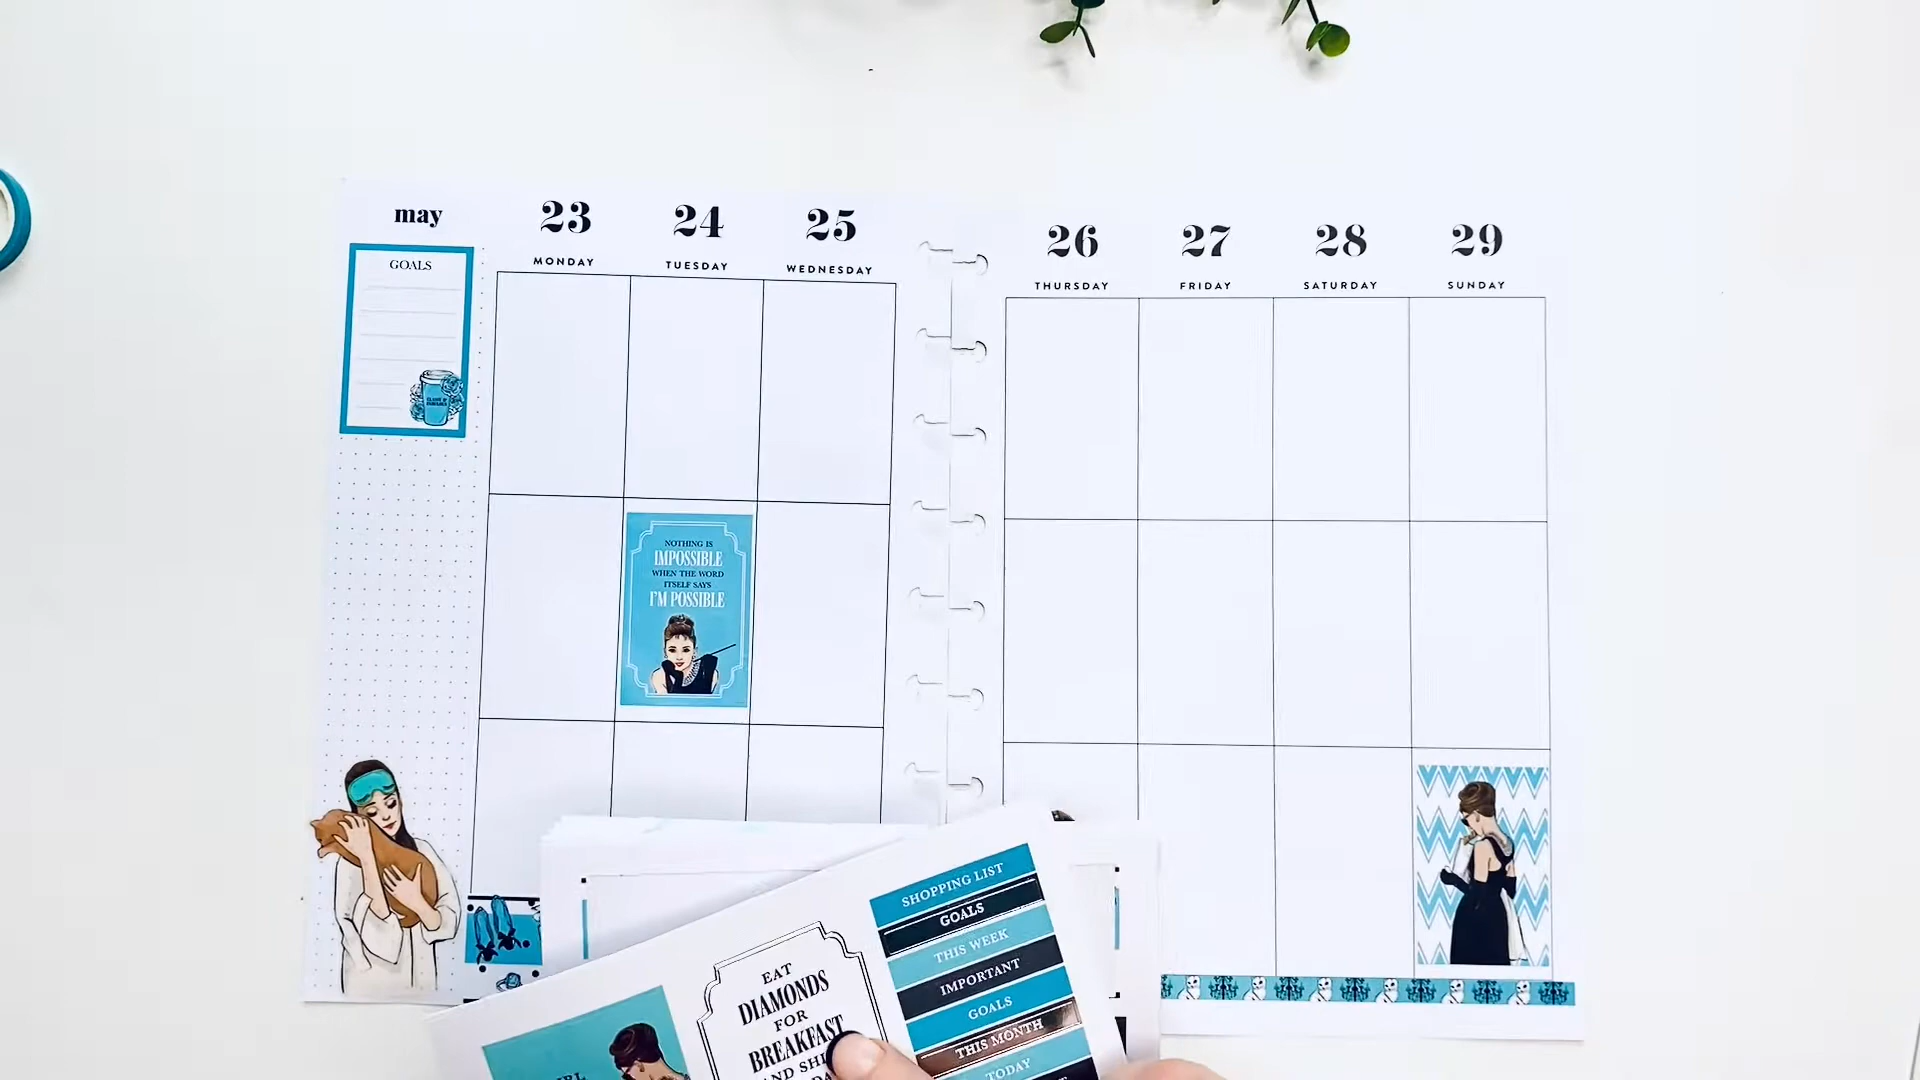 may
23
24
25
MONDAY
TUESDAY
WEDNESDAY
26
27
28
29
THURSDAY
FRIDAY
SATURDAY
SUNDAY
GOALS
NOTHING IS
IMPOSSIBLE
WHEN THE WORD
ITSELF SAYS
I'M POSSIBLE
EAT
DIAMONDS
FOR
BREAKFAST
SHOPPING LIST
GOALS
THIS WEEK
IMPORTANT
GOALS
THIS MONTH
TODAY